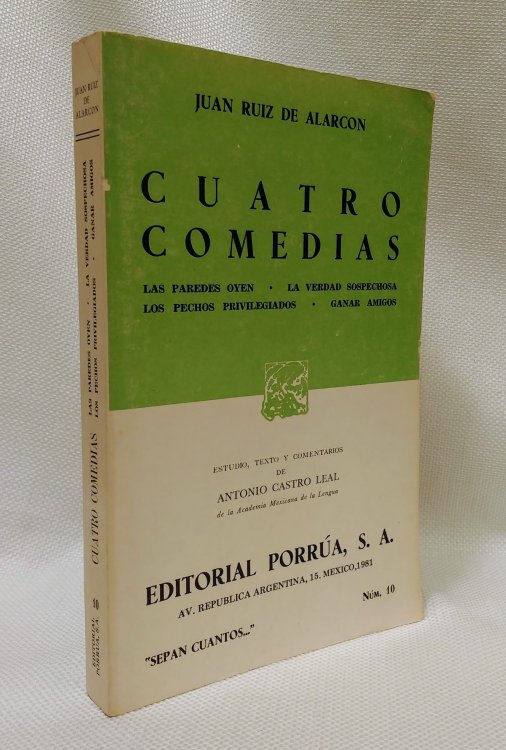 JUAN RUIZ
DE
ALARCON
LAS PAREDES OYEN • LA VERDAD SOSPECHOSA
LOS PECHOS PRIVILEGIADOS • GANAR AMIGOS
CUATRO COMEDIAS
10
EDITORIAL
PORRUA, S.A.
JUAN RUIZ DE ALARCON
CUATRO
COMEDIAS
LAS PAREDES OYEN • LA VERDAD SOSPECHOSA
LOS PECHOS PRIVILEGIADOS • GANAR AMIGOS
ESTUDIO, TEXTO Y COMENTARIOS
DE
ANTONIO CASTRO LEAL
de la Academia Mexicana de la Lengua
EDITORIAL PORRÚA, S. A.
AV. REPUBLICA ARGENTINA, 15. MEXICO, 1981
"SEPAN CUANTOS..."
NÚM. 10